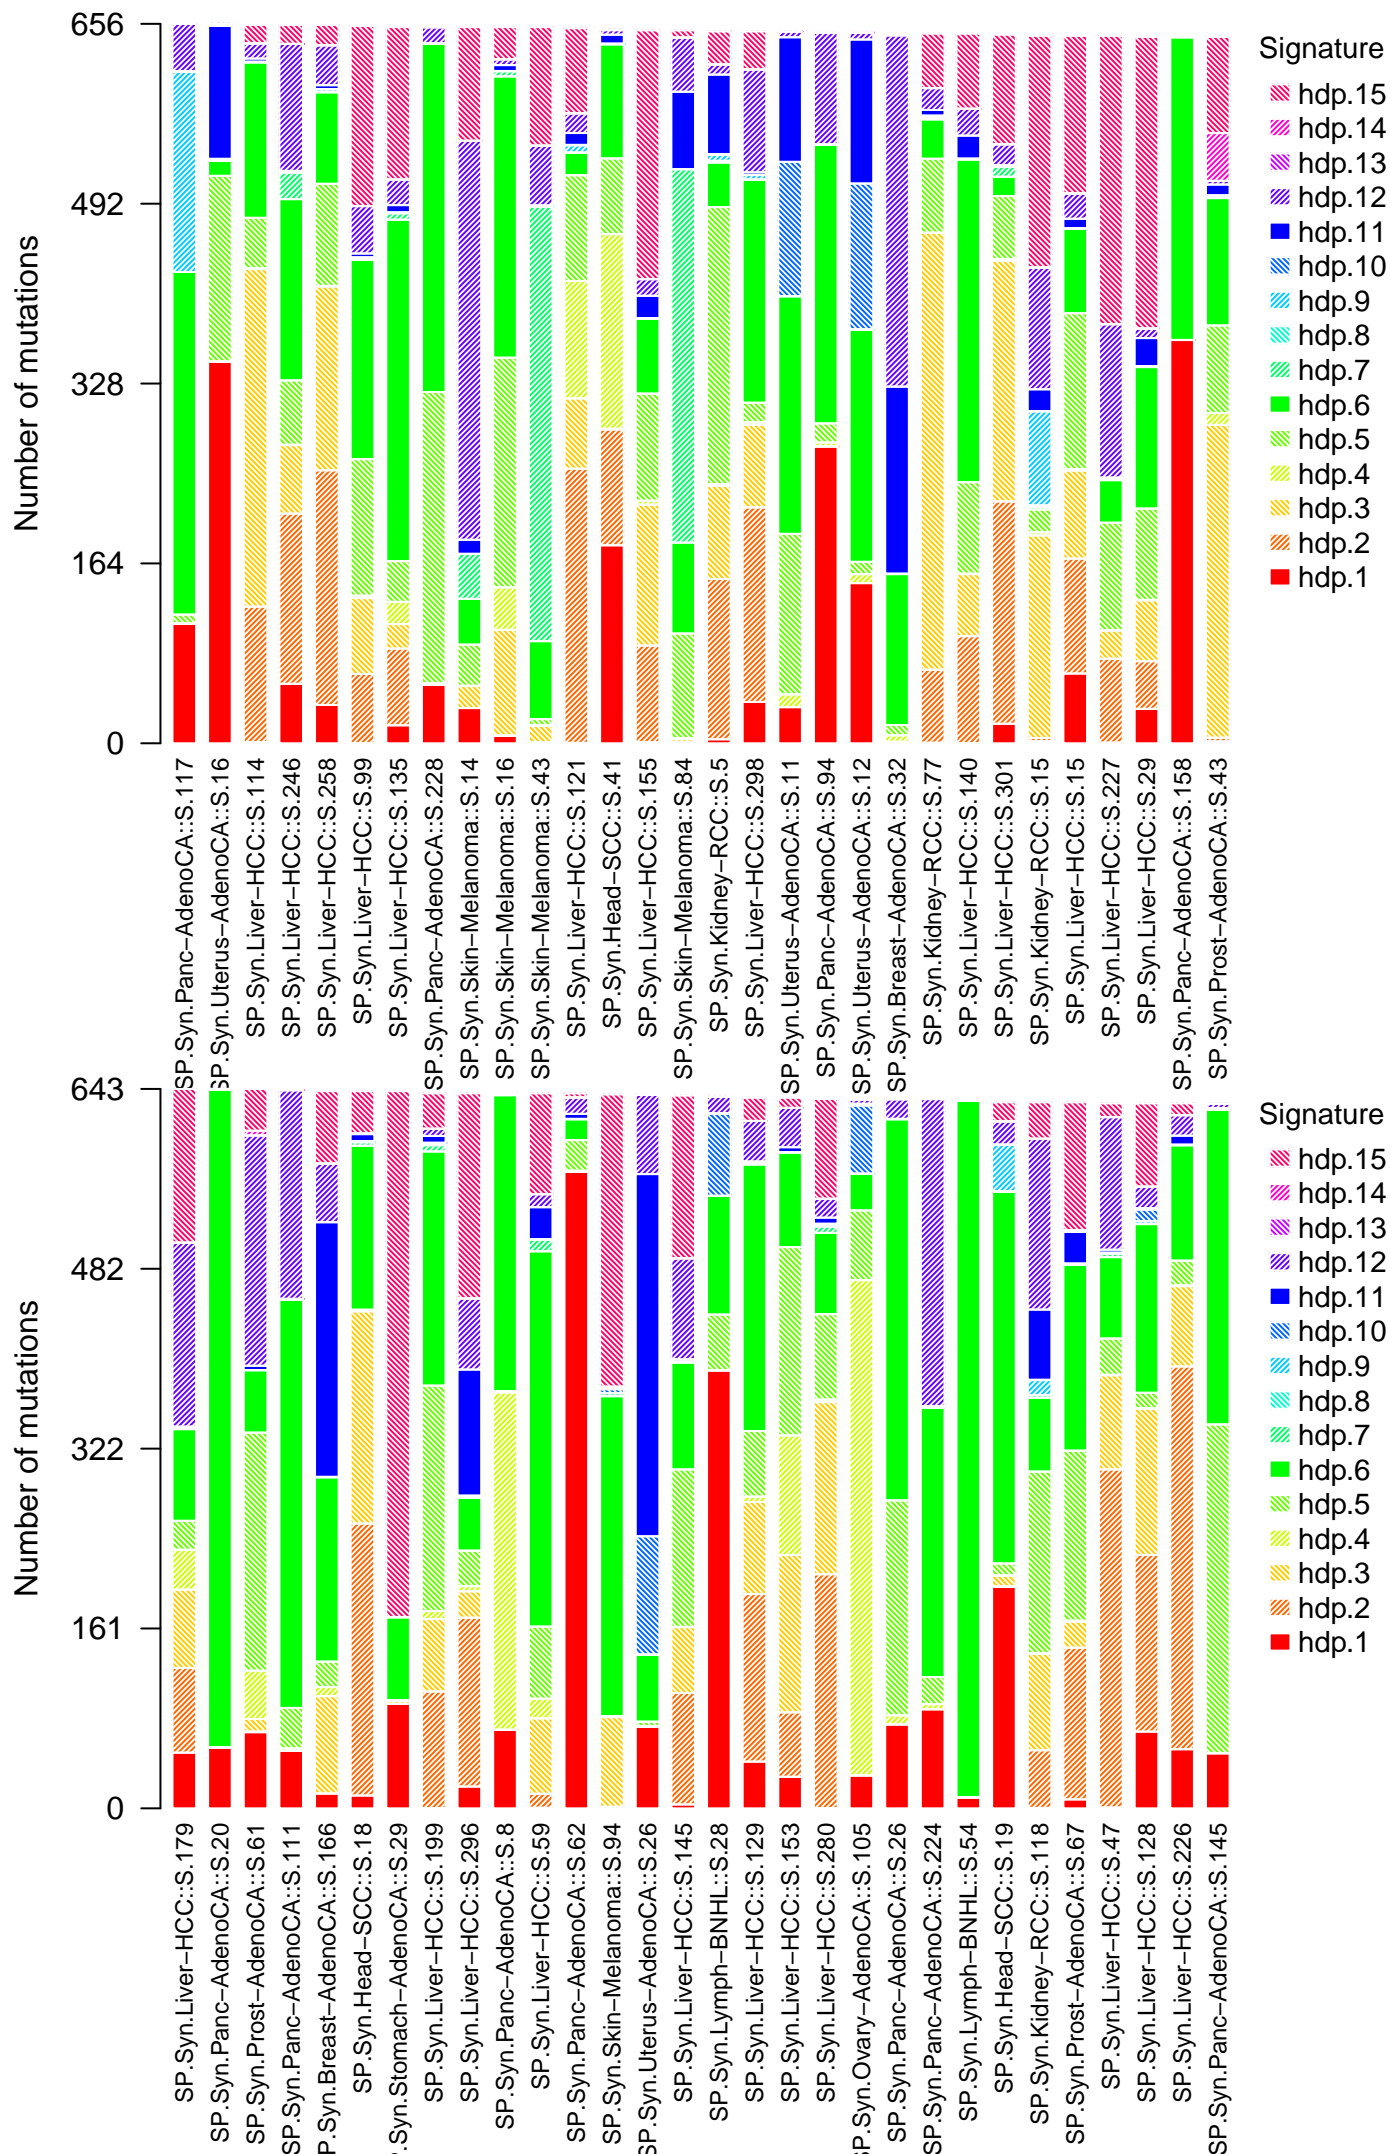 Number of mutations
656
492
328
164
0
Signature
hdp.15
hdp.14
hdp.13
hdp.12
hdp.11
hdp.10
hdp.9
hdp.8
hdp.7
hdp.6
hdp.5
hdp.4
hdp.3
hdp.2
hdp.1
SP.Syn.Panc−AdenoCA::S.117
SP.Syn.Uterus−AdenoCA::S.16
SP.Syn.Liver−HCC::S.114
SP.Syn.Liver−HCC::S.246
SP.Syn.Liver−HCC::S.258
SP.Syn.Liver−HCC::S.99
SP.Syn.Liver−HCC::S.135
SP.Syn.Panc−AdenoCA::S.228
SP.Syn.Skin−Melanoma::S.14
SP.Syn.Skin−Melanoma::S.16
SP.Syn.Skin−Melanoma::S.43
SP.Syn.Liver−HCC::S.121
SP.Syn.Head−SCC::S.41
SP.Syn.Liver−HCC::S.155
SP.Syn.Skin−Melanoma::S.84
SP.Syn.Kidney−RCC::S.5
SP.Syn.Liver−HCC::S.298
SP.Syn.Uterus−AdenoCA::S.11
SP.Syn.Panc−AdenoCA::S.94
SP.Syn.Uterus−AdenoCA::S.12
SP.Syn.Breast−AdenoCA::S.32
SP.Syn.Kidney−RCC::S.77
SP.Syn.Liver−HCC::S.140
SP.Syn.Liver−HCC::S.301
SP.Syn.Kidney−RCC::S.15
SP.Syn.Liver−HCC::S.15
SP.Syn.Liver−HCC::S.227
SP.Syn.Liver−HCC::S.29
SP.Syn.Panc−AdenoCA::S.158
SP.Syn.Prost−AdenoCA::S.43
Number of mutations
643
482
322
161
0
Signature
hdp.15
hdp.14
hdp.13
hdp.12
hdp.11
hdp.10
hdp.9
hdp.8
hdp.7
hdp.6
hdp.5
hdp.4
hdp.3
hdp.2
hdp.1
SP.Syn.Liver−HCC::S.179
SP.Syn.Panc−AdenoCA::S.20
SP.Syn.Prost−AdenoCA::S.61
SP.Syn.Panc−AdenoCA::S.111
P.Syn.Breast−AdenoCA::S.166
SP.Syn.Head−SCC::S.18
P.Syn.Stomach−AdenoCA::S.29
SP.Syn.Liver−HCC::S.199
SP.Syn.Liver−HCC::S.296
SP.Syn.Panc−AdenoCA::S.8
SP.Syn.Liver−HCC::S.59
SP.Syn.Panc−AdenoCA::S.62
SP.Syn.Skin−Melanoma::S.94
SP.Syn.Uterus−AdenoCA::S.26
SP.Syn.Liver−HCC::S.145
SP.Syn.Lymph−BNHL::S.28
SP.Syn.Liver−HCC::S.129
SP.Syn.Liver−HCC::S.153
SP.Syn.Liver−HCC::S.280
SP.Syn.Ovary−AdenoCA::S.105
SP.Syn.Panc−AdenoCA::S.26
SP.Syn.Panc−AdenoCA::S.224
SP.Syn.Lymph−BNHL::S.54
SP.Syn.Head−SCC::S.19
SP.Syn.Kidney−RCC::S.118
SP.Syn.Prost−AdenoCA::S.67
SP.Syn.Liver−HCC::S.47
SP.Syn.Liver−HCC::S.128
SP.Syn.Liver−HCC::S.226
SP.Syn.Panc−AdenoCA::S.145